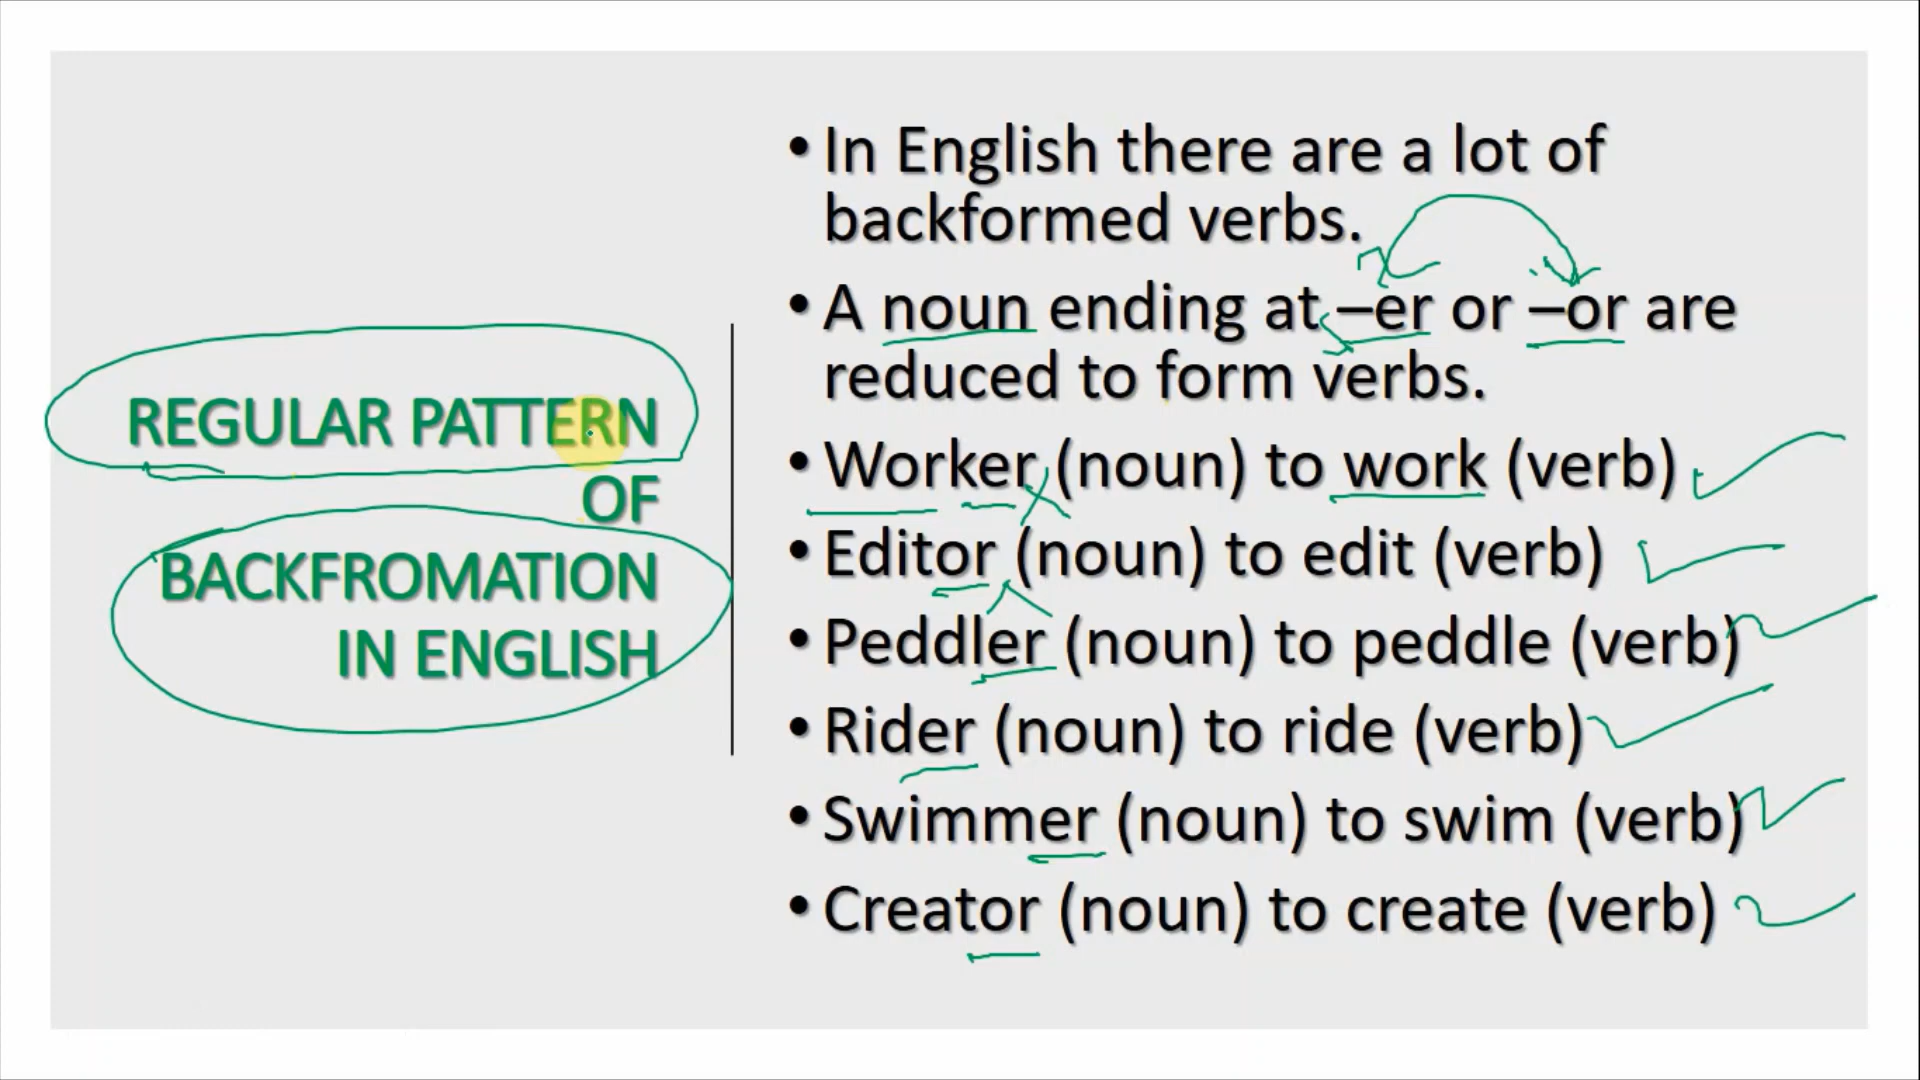 REGULAR PATTERN
OF
BACKFROMATION
IN ENGLISH
• In English there are a lot of
backformed verbs.
• A noun ending at –er or –or are
reduced to form verbs.
• Worker (noun) to work (verb)
• Editor (noun) to edit (verb)
• Peddler (noun) to peddle (verb)
• Rider (noun) to ride (verb)
• Swimmer (noun) to swim (verb)
• Creator (noun) to create (verb)